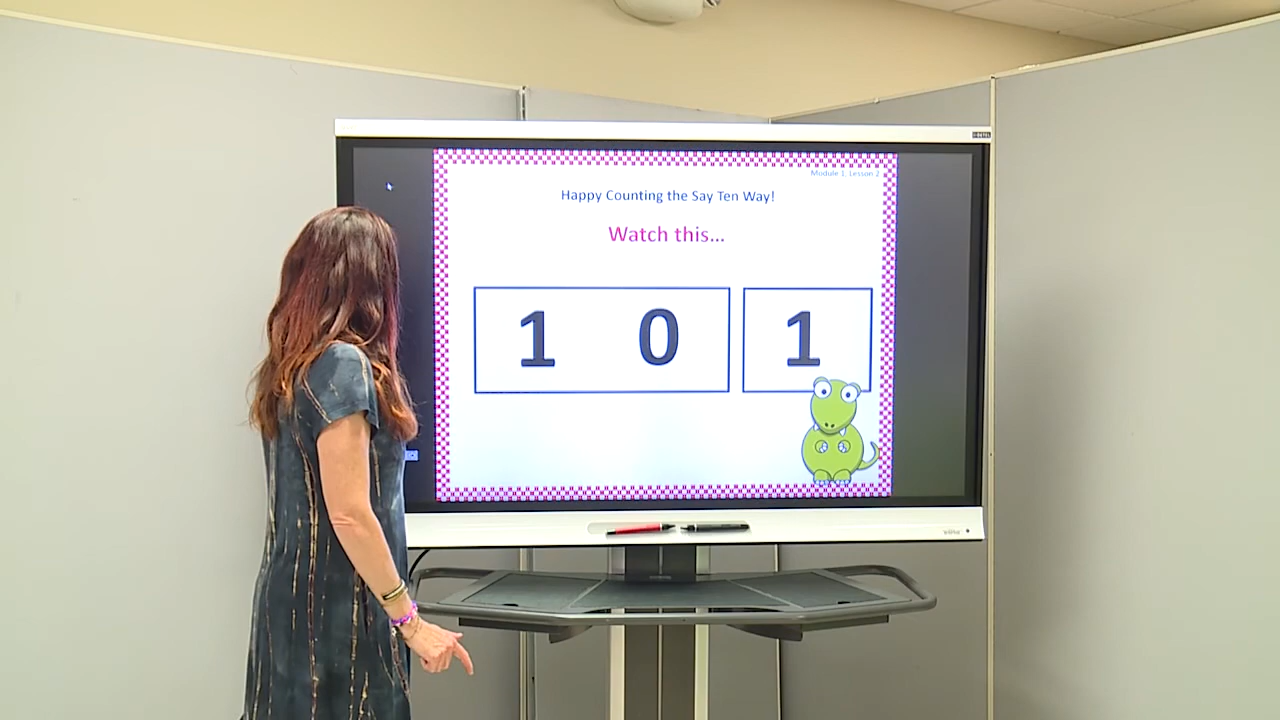 Module 1 Lesson 2
Happy Counting the Say Ten Way!
Watch this...
1 0 1